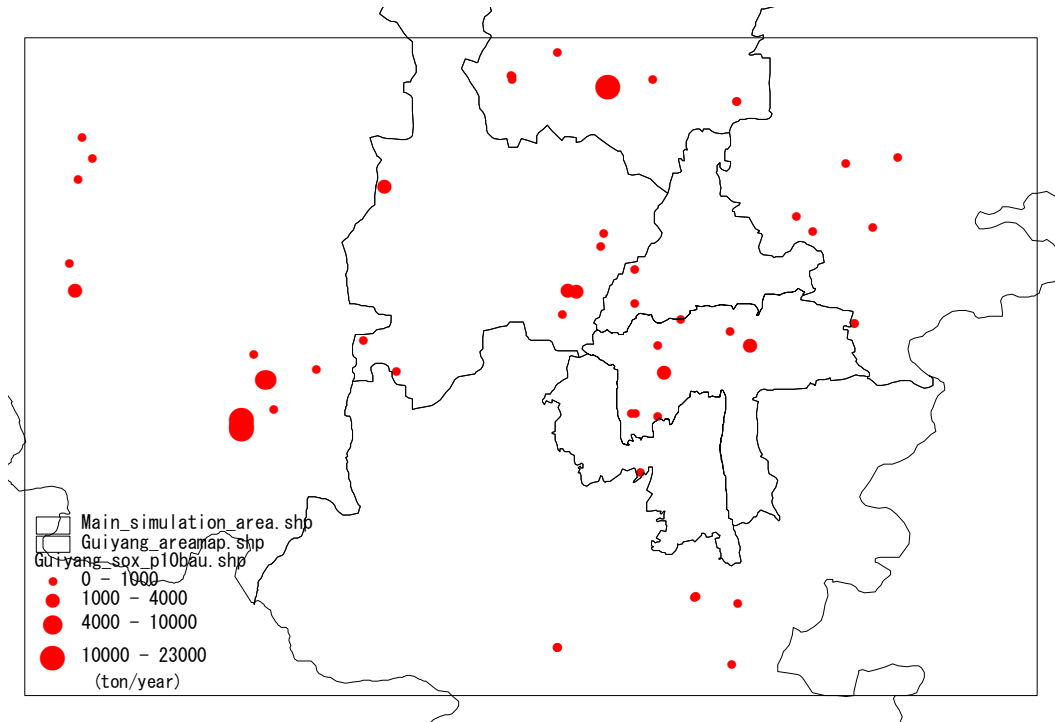 Main_simulation_area.shp
Guiyang_areamap.shp
Guiyang_sox_p10bau.shp
0 - 1000
1000 - 4000
4000 - 10000
10000 - 23000
(ton/year)